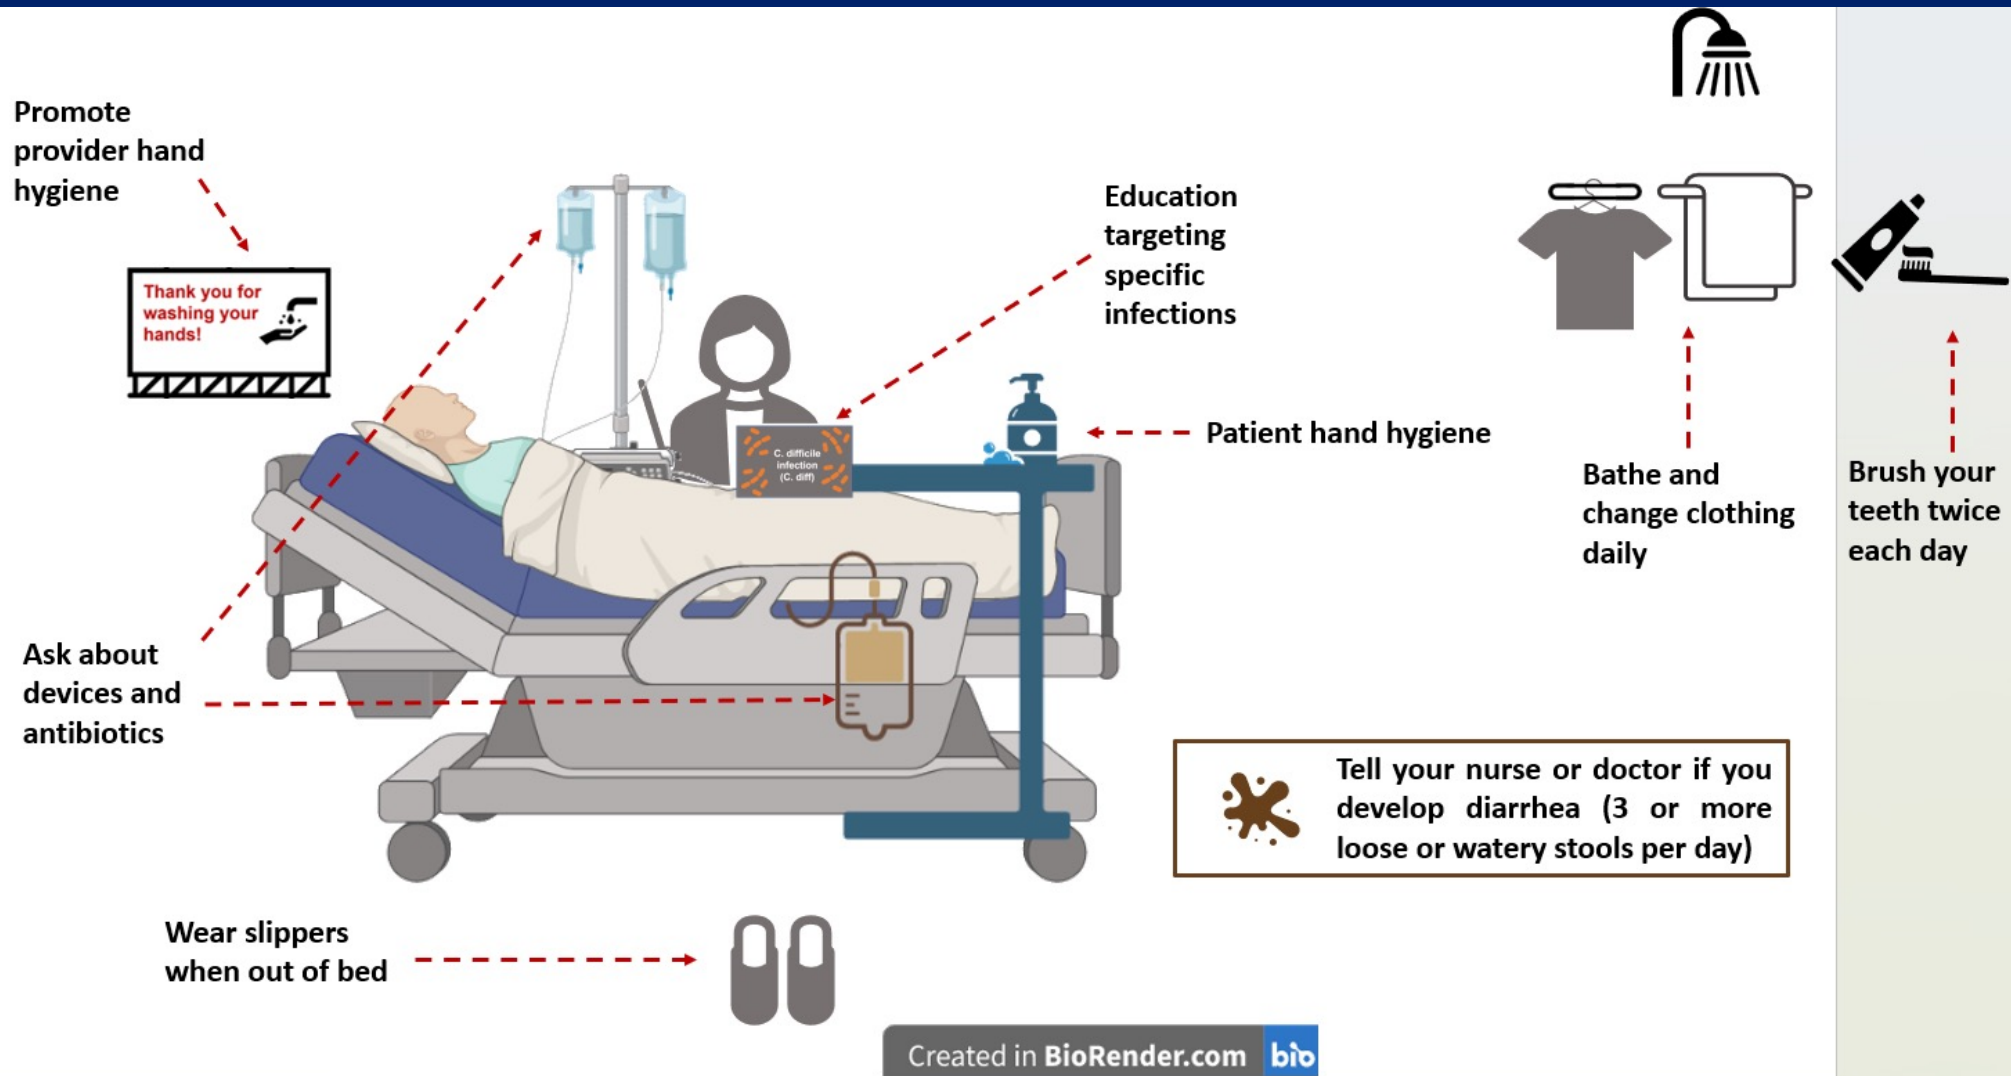 Promote
provider hand
hygiene
Thank you for
washing your
hands!
Education
targeting
specific
infections
C. difficile
infection
(C. diff)
Patient hand hygiene
Bathe and
change clothing
daily
Brush your
teeth twice
each day
Ask about
devices and
antibiotics
Tell your nurse or doctor if you
develop diarrhea (3 or more
loose or watery stools per day)
Wear slippers
when out of bed
Created in BioRender.com bio